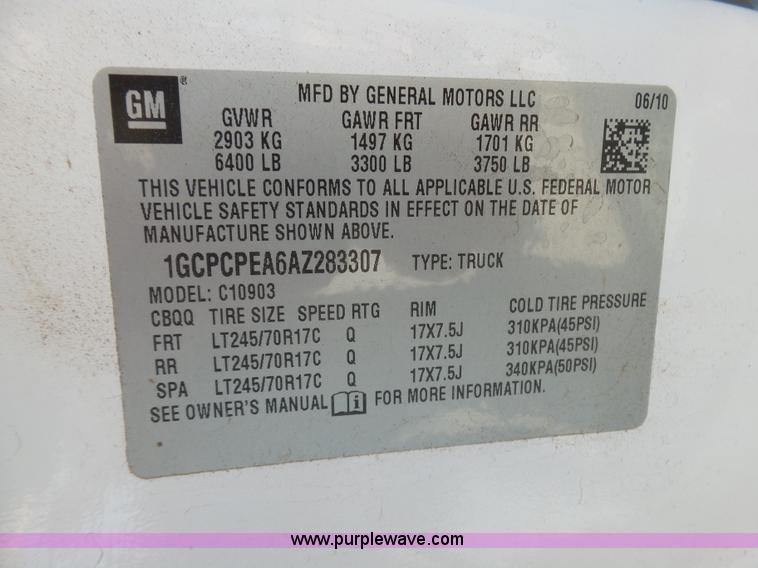 GM ®
MFD BY GENERAL MOTORS LLC 06/10
GVWR GAWR FRT GAWR RR
2903 KG 1497 KG 1701 KG
6400 LB 3300 LB 3750 LB
THIS VEHICLE CONFORMS TO ALL APPLICABLE U.S. FEDERAL MOTOR
VEHICLE SAFETY STANDARDS IN EFFECT ON THE DATE OF
MANUFACTURE SHOWN ABOVE.
1GCPCPEA6AZ283307 TYPE: TRUCK
MODEL: C10903
CBQQ TIRE SIZE SPEED RTG RIM COLD TIRE PRESSURE
FRT LT245/70R17C Q 17X7.5J 310KPA(45PSI)
RR LT245/70R17C Q 17X7.5J 310KPA(45PSI)
SPA LT245/70R17C Q 17X7.5J 340KPA(50PSI)
SEE OWNER'S MANUAL FOR MORE INFORMATION.
www.purplewave.com